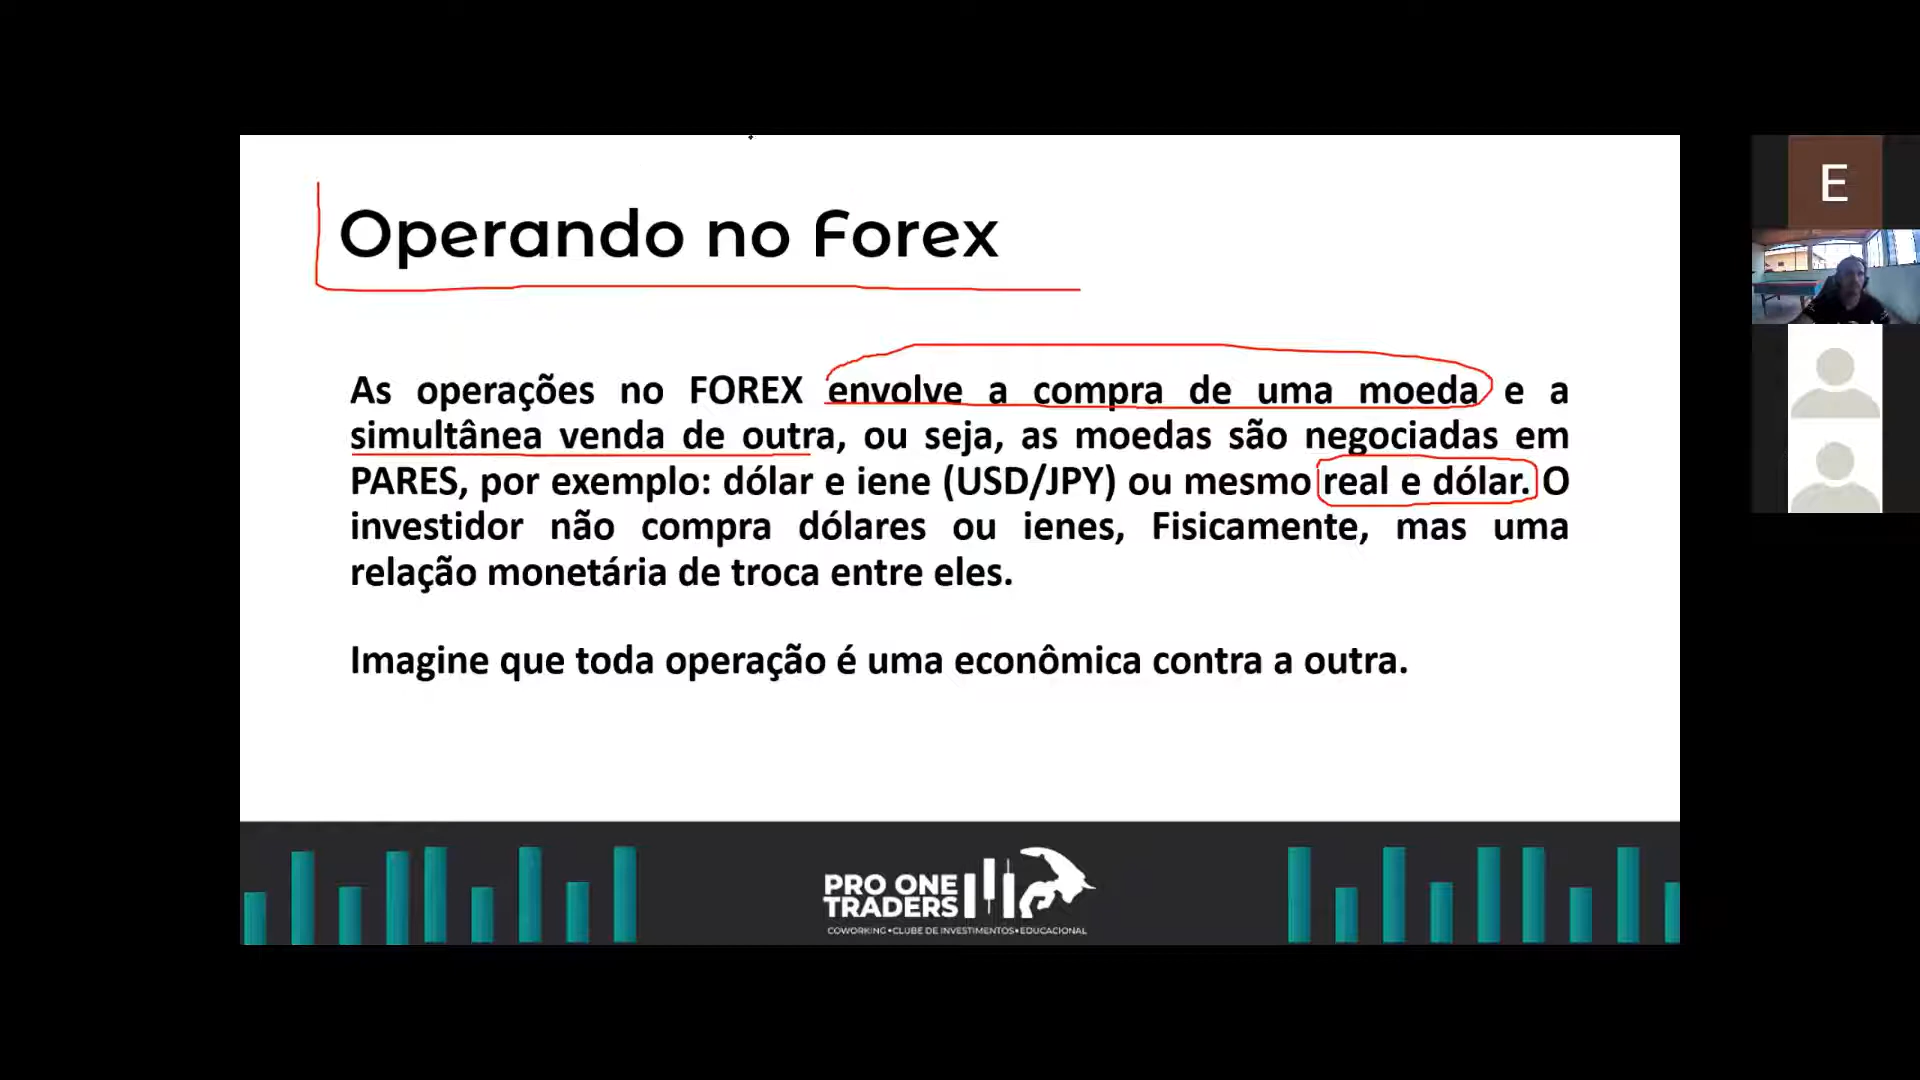 Operando no Forex
As operações no FOREX envolve a compra de uma moeda e a
simultânea venda de outra, ou seja, as moedas são negociadas em
PARES, por exemplo: dólar e iene (USD/JPY) ou mesmo real e dólar. O
investidor não compra dólares ou ienes, Fisicamente, mas uma
relação monetária de troca entre eles.
Imagine que toda operação é uma econômica contra a outra.
PRO ONE
TRADERS
COWORKING•CLUBE DE INVESTIMENTOS•EDUCACIONAL
E